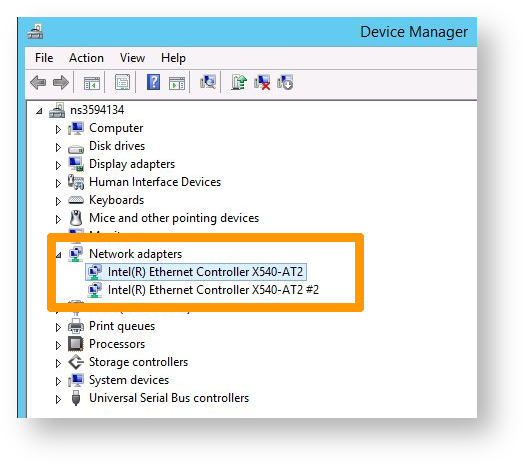 Device Manager
File Action View Help
ns3594134
Computer
Disk drives
Display adapters
Human Interface Devices
Keyboards
Mice and other pointing devices
Network adapters
Intel(R) Ethernet Controller X540-AT2
Intel(R) Ethernet Controller X540-AT2 #2
Print queues
Processors
Storage controllers
System devices
Universal Serial Bus controllers